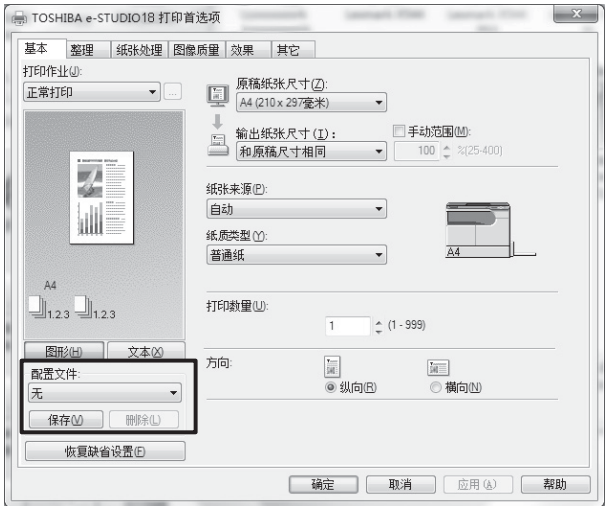 TOSHIBA e-STUDIO18 打印首选项
基本 整理 纸张处理 图像质量 效果 其它
打印作业(J):
正常打印
...
A4
1.2.3 1.2.3
图形(H) 文本(X)
配置文件:
无
保存(V) 删除(L)
恢复缺省设置(F)
原稿纸张尺寸(Z):
A4 (210 x 297毫米)
输出纸张尺寸(I):
和原稿尺寸相同
手动范围(M):
100 %(25-400)
纸张来源(P):
自动
纸质类型(Y):
普通纸
A4
打印数量(U):
1 (1 - 999)
方向:
纵向(R) 横向(N)
确定 取消 应用(A) 帮助